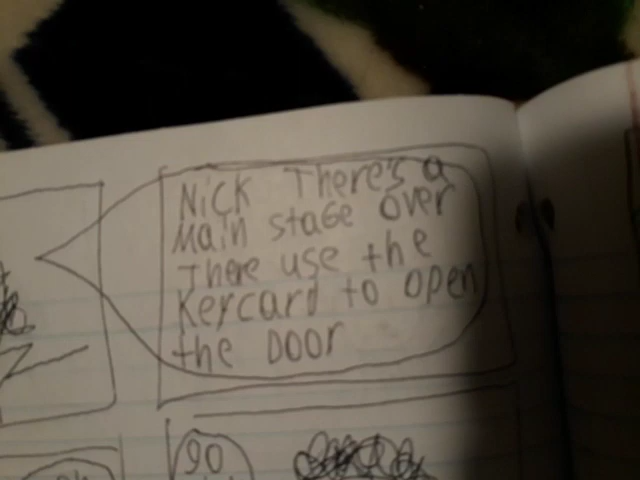 Nick There's a
Main staGe over
There use the
Keycard to open
the Door
90